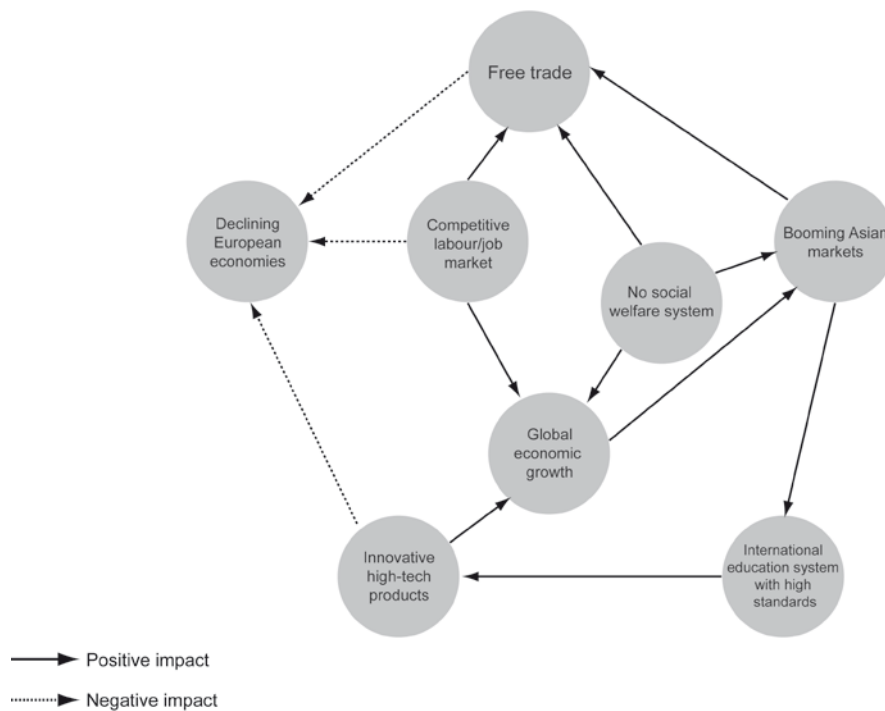 Free trade
Declining
European
economies
Competitive
labour/job
market
Booming Asian
markets
No social
welfare system
Global
economic
growth
Innovative
high-tech
products
International
education system
with high
standards
Positive impact
Negative impact